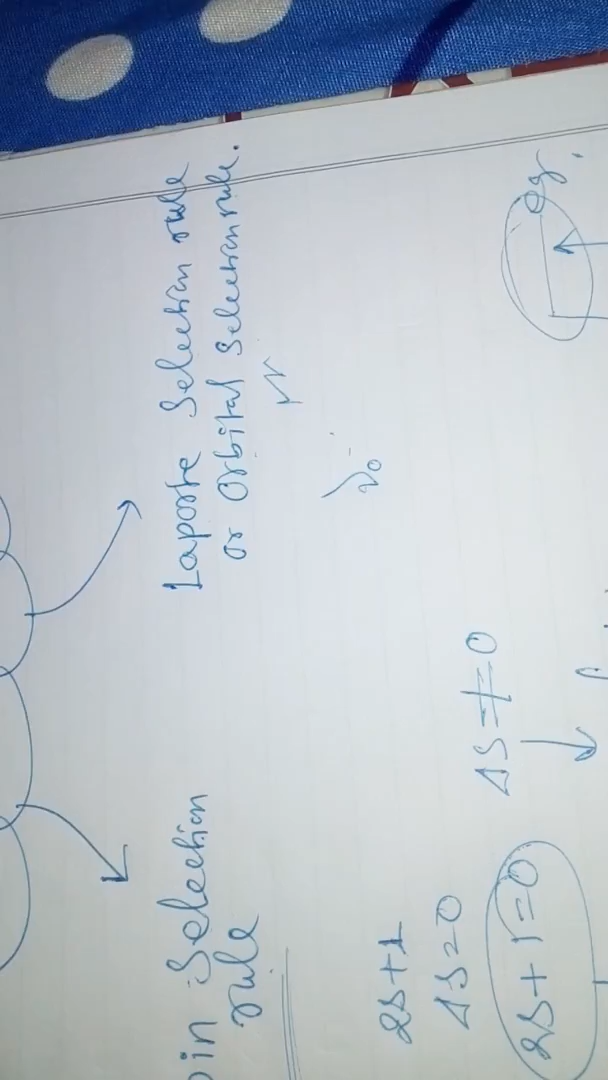 Laporte Selection rule
or Orbital Selection rule.
pin Selection
rule
2s+1
Δs=0
Δs≠0
2s+1=0
eg.